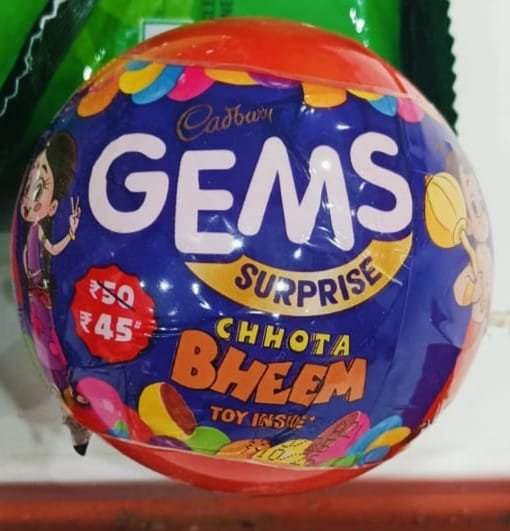 Cadbury
GEMS
SURPRISE
₹50
₹45*
CHHOTA
BHEEM
TOY INSIDE*